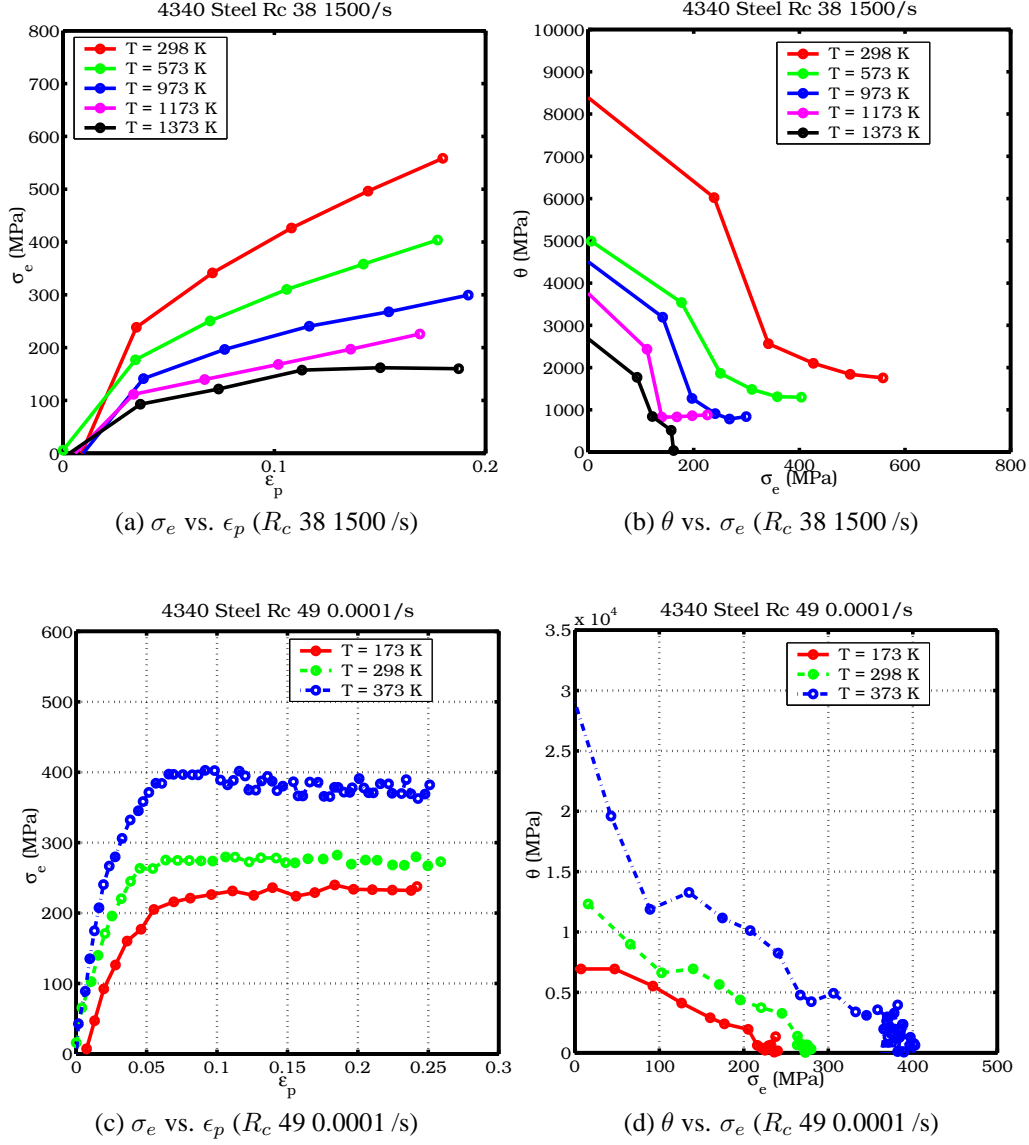 4340 Steel Rc 38 1500/s
800
700
600
500
400
300
200
100
0
σe (MPa)
T = 298 K
T = 573 K
T = 973 K
T = 1173 K
T = 1373 K
0
0.1
0.2
εp
(a) σe vs. ϵp (Rc 38 1500 /s)
4340 Steel Rc 38 1500/s
10000
9000
8000
7000
6000
5000
4000
3000
2000
1000
0
θ (MPa)
T = 298 K
T = 573 K
T = 973 K
T = 1173 K
T = 1373 K
0
200
400
600
800
σe (MPa)
(b) θ vs. σe (Rc 38 1500 /s)
4340 Steel Rc 49 0.0001/s
600
500
400
300
200
100
0
σe (MPa)
T = 173 K
T = 298 K
T = 373 K
0
0.05
0.1
0.15
0.2
0.25
0.3
εp
(c) σe vs. ϵp (Rc 49 0.0001 /s)
4340 Steel Rc 49 0.0001/s
x 10^4
3.5
3
2.5
2
1.5
1
0.5
0
θ (MPa)
T = 173 K
T = 298 K
T = 373 K
0
100
200
300
400
500
σe (MPa)
(d) θ vs. σe (Rc 49 0.0001 /s)